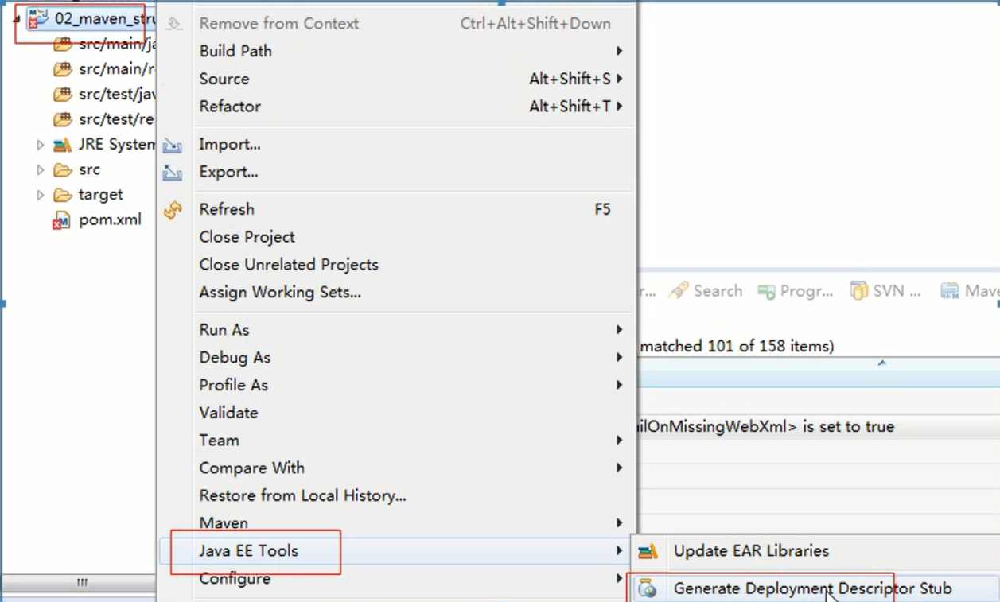 02_maven_stru
src/main/ja
src/main/r
src/test/jav
src/test/re
JRE System
src
target
pom.xml
Remove from Context Ctrl+Alt+Shift+Down
Build Path
Source Alt+Shift+S
Refactor Alt+Shift+T
Import...
Export...
Refresh F5
Close Project
Close Unrelated Projects
Assign Working Sets...
Run As
Debug As
Profile As
Validate
Team
Compare With
Restore from Local History...
Maven
Java EE Tools
Configure
Update EAR Libraries
Generate Deployment Descriptor Stub
r... Search Progr... SVN ... Mave
matched 101 of 158 items)
ilOnMissingWebXml> is set to true